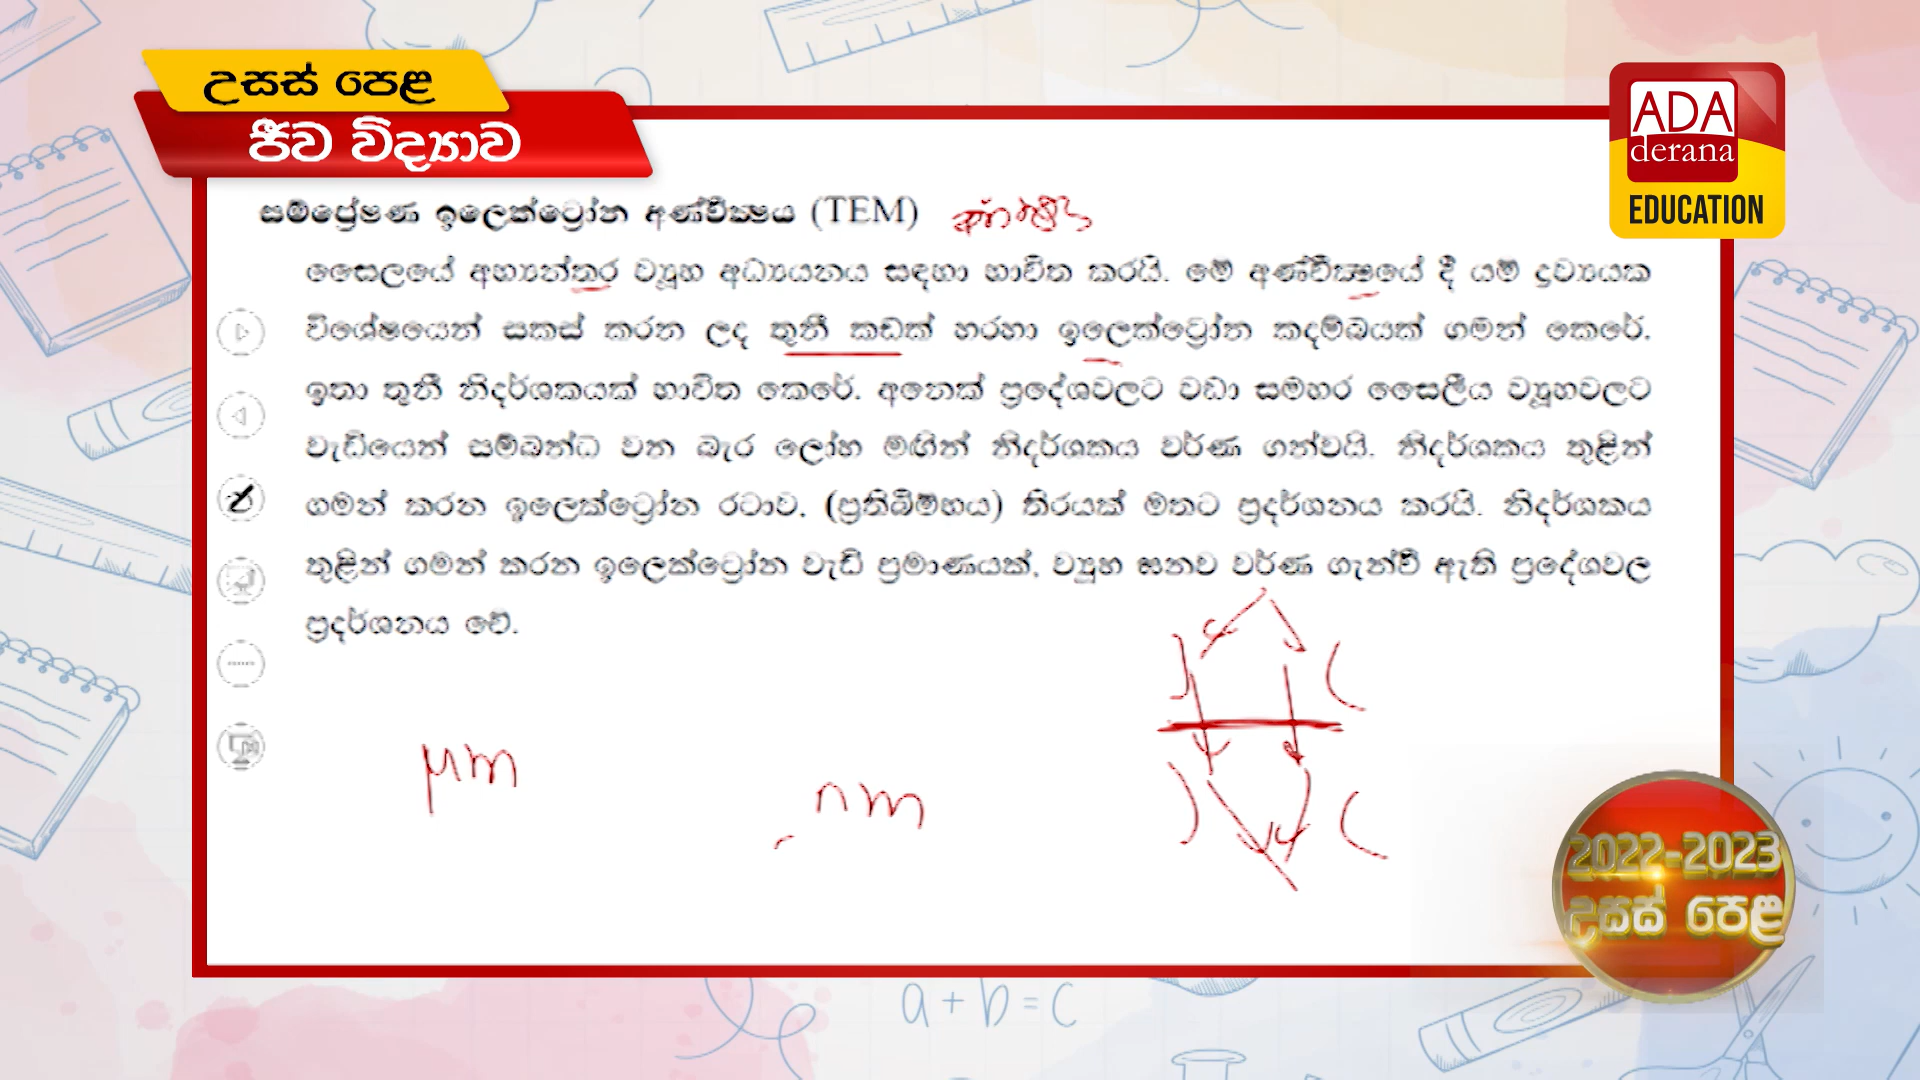 උසස් පෙළ
ජීව විද්‍යාව
ADA
derana
EDUCATION
සම්ප්‍රේෂණ ඉලෙක්ට්‍රෝන අණ්වීක්ෂය (TEM)
සෛලයේ අභ්‍යන්තර ව්‍යුහ අධ්‍යයනය සඳහා භාවිත කරයි. මේ අණ්වීක්ෂයේ දී යම් ද්‍රව්‍යයක
විශේෂයෙන් සකස් කරන ලද තුනී කඩක් හරහා ඉලෙක්ට්‍රෝන කදම්බයක් ගමන් කෙරේ.
ඉතා තුනී නිදර්ශකයක් භාවිත කෙරේ. අනෙක් ප්‍රදේශවලට වඩා සමහර සෛලීය ව්‍යුහවලට
වැඩියෙන් සම්බන්ධ වන බැර ලෝහ මඟින් නිදර්ශකය වර්ණ ගන්වයි. නිදර්ශකය තුළින්
ගමන් කරන ඉලෙක්ට්‍රෝන රටාව, (ප්‍රතිබිම්භය) තිරයක් මතට ප්‍රදර්ශනය කරයි. නිදර්ශකය
තුළින් ගමන් කරන ඉලෙක්ට්‍රෝන වැඩි ප්‍රමාණයක්, ව්‍යුහ ඝනව වර්ණ ගැන්වී ඇති ප්‍රදේශවල
ප්‍රදර්ශනය වේ.
μm
nm
2022-2023
උසස් පෙළ
a + b = c